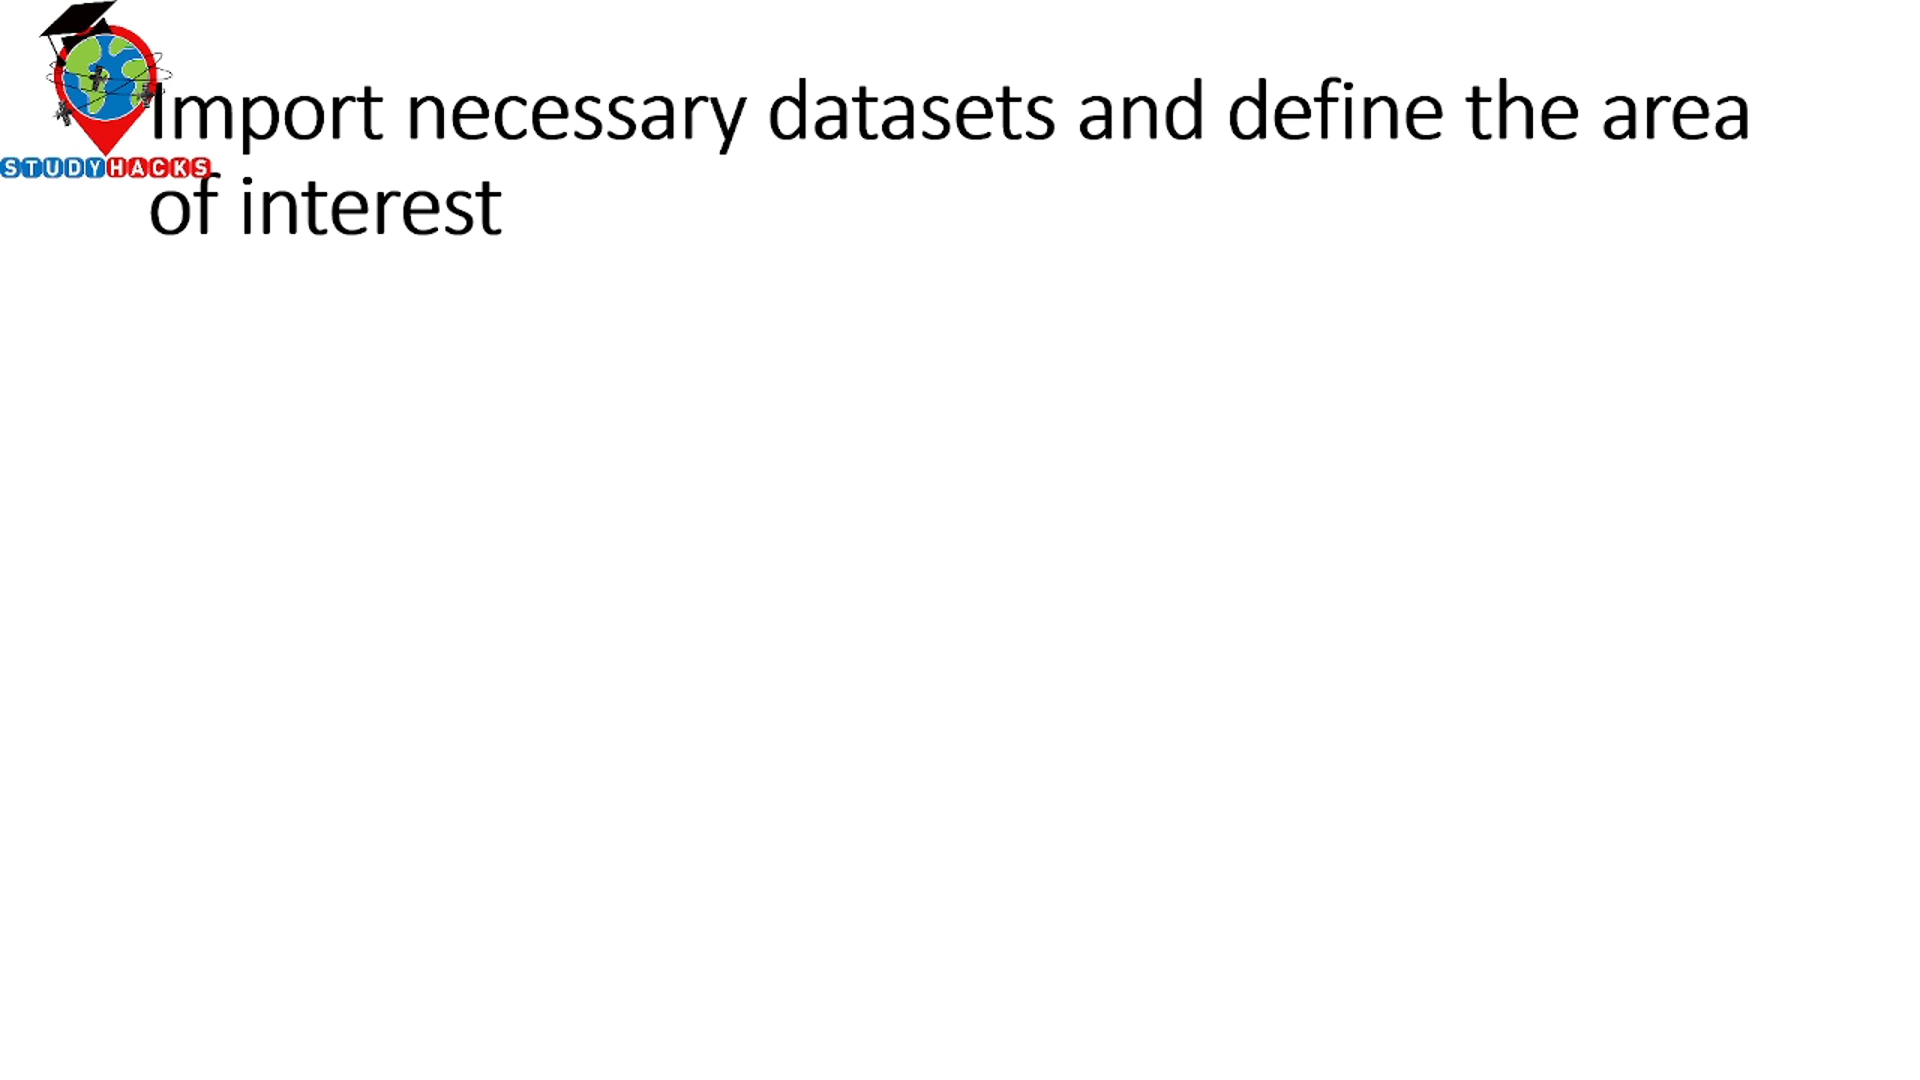 STUDYHACKS
Import necessary datasets and define the area
of interest